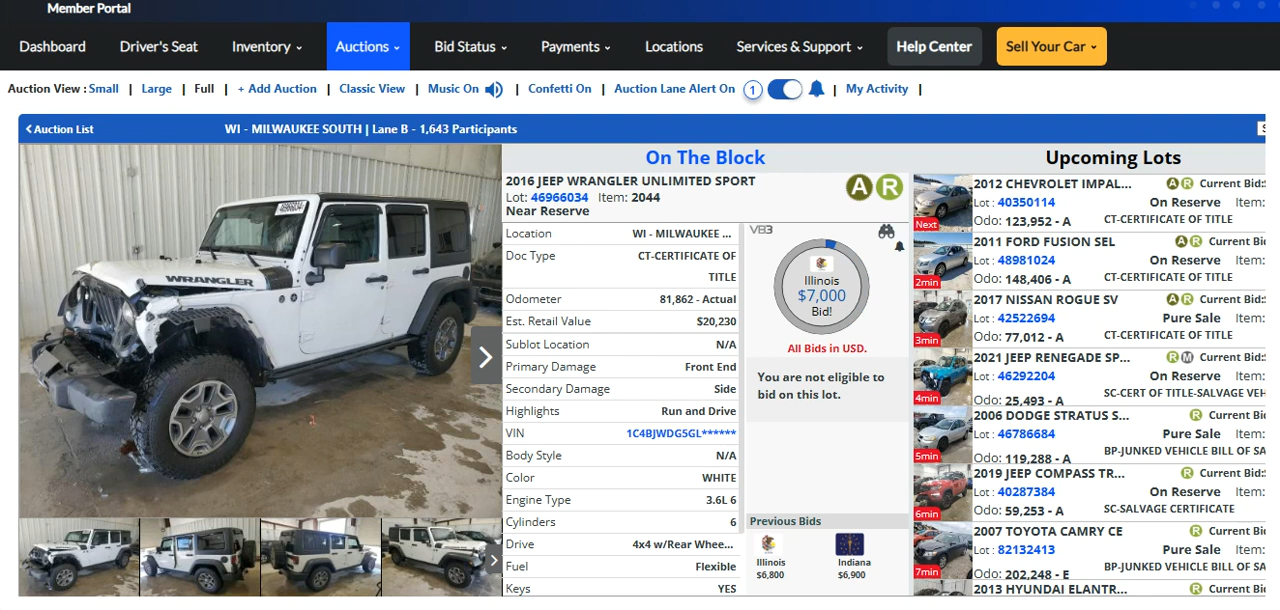 Member Portal
Dashboard Driver's Seat Inventory Auctions Bid Status Payments Locations Services & Support Help Center Sell Your Car
Auction View : Small | Large | Full | + Add Auction | Classic View | Music On | Confetti On | Auction Lane Alert On 1 | My Activity |
Auction List WI - MILWAUKEE SOUTH | Lane B - 1,643 Participants
46966034
WRANGLER
On The Block
2016 JEEP WRANGLER UNLIMITED SPORT
Lot: 46966034 Item: 2044
Near Reserve
A R
Location WI - MILWAUKEE ...
Doc Type CT-CERTIFICATE OF
TITLE
Odometer 81,862 - Actual
Est. Retail Value $20,230
Sublot Location N/A
Primary Damage Front End
Secondary Damage Side
Highlights Run and Drive
VIN 1C4BJWDG5GL******
Body Style N/A
Color WHITE
Engine Type 3.6L 6
Cylinders 6
Drive 4x4 w/Rear Whee...
Fuel Flexible
Keys YES
VB3
Illinois
$7,000
Bid!
All Bids in USD.
You are not eligible to
bid on this lot.
Previous Bids
Illinois
$6,800
Indiana
$6,900
Upcoming Lots
2012 CHEVROLET IMPAL... A R Current Bid:
Lot : 40350114 On Reserve Item:
Next
Odo: 123,952 - A CT-CERTIFICATE OF TITLE
2011 FORD FUSION SEL A R Current Bi
Lot : 48981024 On Reserve Item:
2min
Odo: 148,406 - A CT-CERTIFICATE OF TITLE
2017 NISSAN ROGUE SV A R Current Bid:
Lot : 42522694 Pure Sale Item:
3min
Odo: 77,012 - A CT-CERTIFICATE OF TITLE
2021 JEEP RENEGADE SP... R M Current Bid:
Lot : 46292204 On Reserve Item:
4min
Odo: 25,493 - A SC-CERT OF TITLE-SALVAGE VEH
2006 DODGE STRATUS S... R Current Bi
Lot : 46786684 Pure Sale Item:
5min
Odo: 119,288 - A BP-JUNKED VEHICLE BILL OF SA
2019 JEEP COMPASS TR... R Current Bid:
Lot : 40287384 On Reserve Item:
6min
Odo: 59,253 - A SC-SALVAGE CERTIFICATE
2007 TOYOTA CAMRY CE R Current Bi
Lot : 82132413 Pure Sale Item:
7min
Odo: 202,248 - E BP-JUNKED VEHICLE BILL OF SA
2013 HYUNDAI ELANTR... R Current Bid: